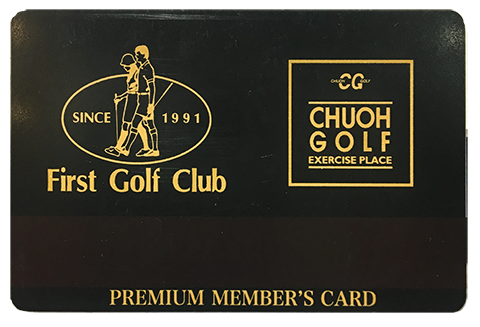 SINCE 1991
First Golf Club
CHUOH CG GOLF
CHUOH
GOLF
EXERCISE PLACE
PREMIUM MEMBER'S CARD